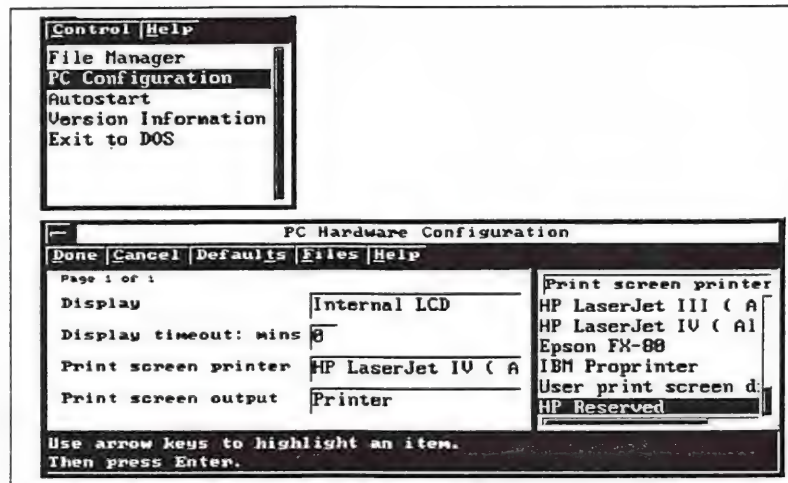 Control Help
File Manager
PC Configuration
Autostart
Version Information
Exit to DOS
PC Hardware Configuration
Done Cancel Defaults Files Help
Page 1 of 1
Display Internal LCD
Display timeout: mins 0
Print screen printer HP LaserJet IV ( A
Print screen output Printer
Print screen printer
HP LaserJet III ( A
HP LaserJet IV ( Al
Epson FX-80
IBM Proprinter
User print screen d
HP Reserved
Use arrow keys to highlight an item.
Then press Enter.